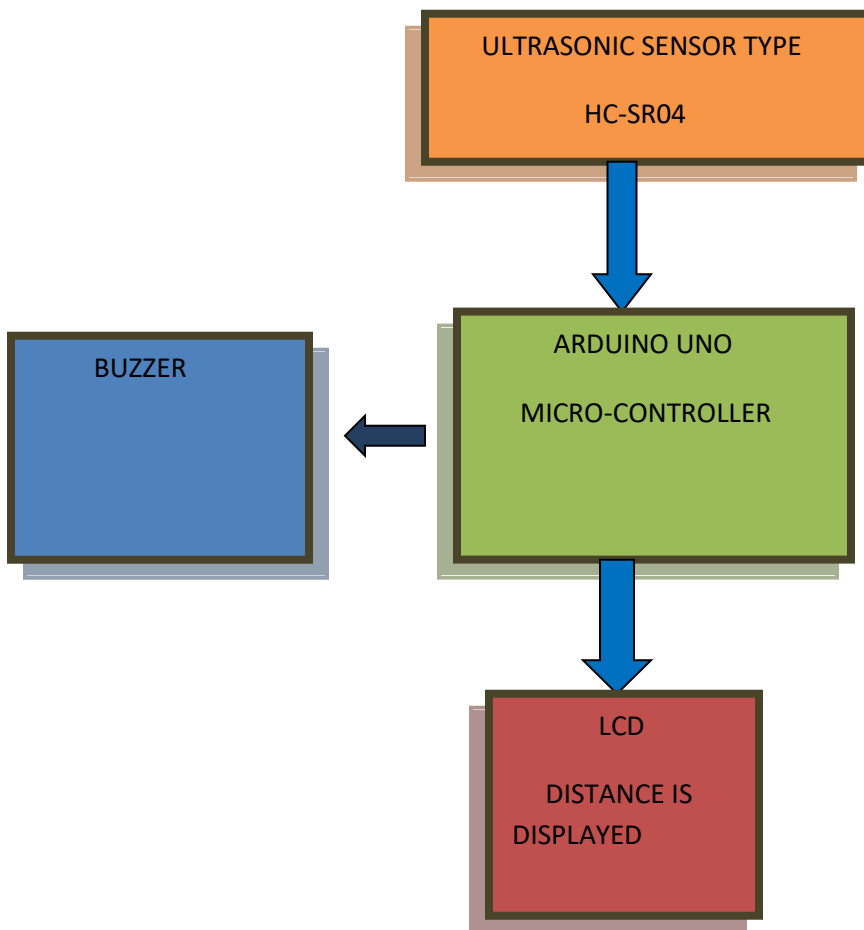 ULTRASONIC SENSOR TYPE
HC-SR04
BUZZER
ARDUINO UNO
MICRO-CONTROLLER
LCD
DISTANCE IS
DISPLAYED